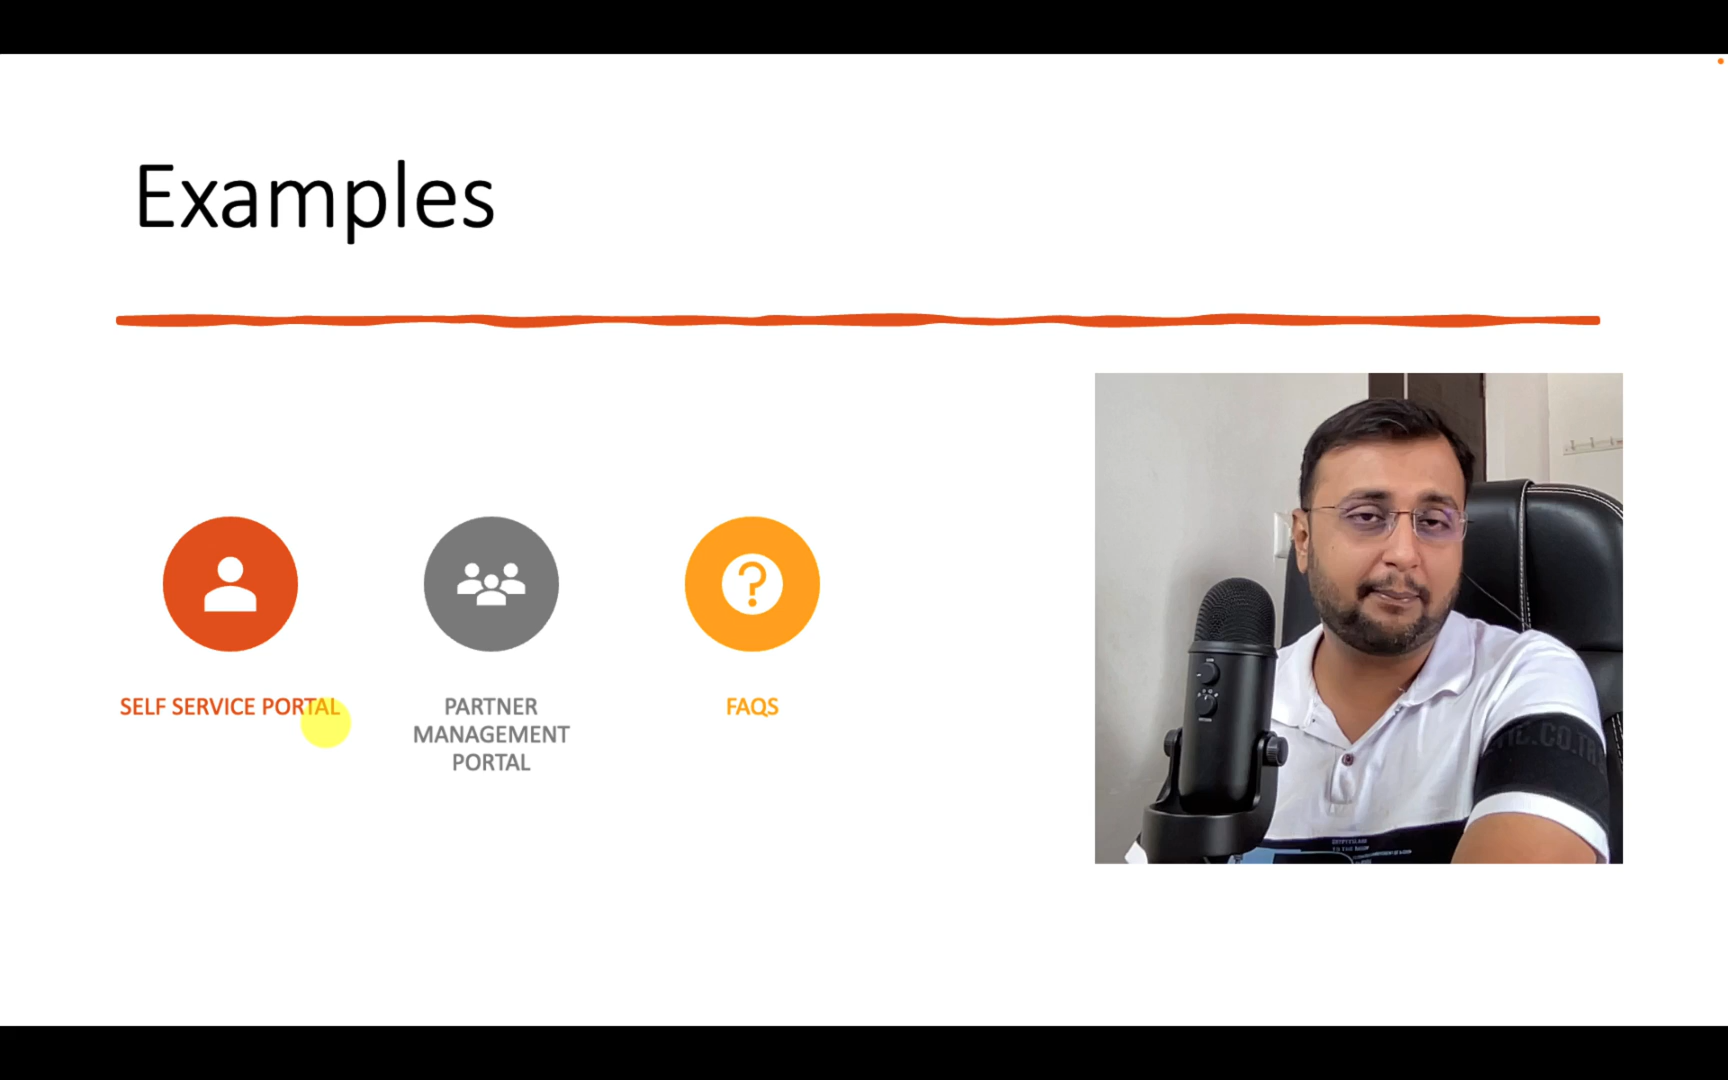 Examples
SELF SERVICE PORTAL
PARTNER
MANAGEMENT
PORTAL
FAQS